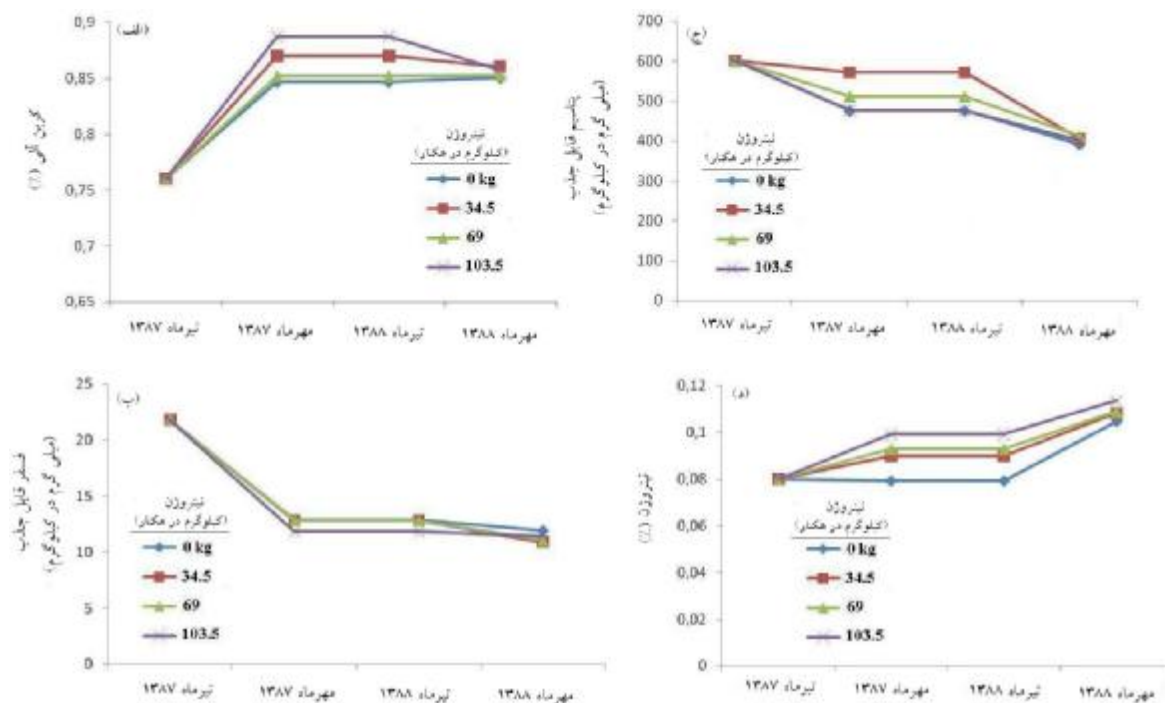 (الف)
کربن آلی (٪)
0,9
0,85
0,8
0,75
0,7
0,65
نیتروژن
(کیلوگرم در هکتار)
0 kg
34.5
69
103.5
تیرماه ۱۳۸۷
مهرماه ۱۳۸۷
تیرماه ۱۳۸۸
مهرماه ۱۳۸۸
(ج)
پتاسیم قابل جذب
(میلی گرم در کیلوگرم)
700
600
500
400
300
200
100
0
نیتروژن
(کیلوگرم در هکتار)
0 kg
34.5
69
103.5
تیرماه ۱۳۸۷
مهرماه ۱۳۸۷
تیرماه ۱۳۸۸
مهرماه ۱۳۸۸
(ب)
فسفر قابل جذب
(میلی گرم در کیلوگرم)
25
20
15
10
5
0
نیتروژن
(کیلوگرم در هکتار)
0 kg
34.5
69
103.5
تیرماه ۱۳۸۷
مهرماه ۱۳۸۷
تیرماه ۱۳۸۸
مهرماه ۱۳۸۸
(د)
نیتروژن (٪)
0,12
0,1
0,08
0,06
0,04
0,02
0
نیتروژن
(کیلوگرم در هکتار)
0 kg
34.5
69
103.5
تیرماه ۱۳۸۷
مهرماه ۱۳۸۷
تیرماه ۱۳۸۸
مهرماه ۱۳۸۸